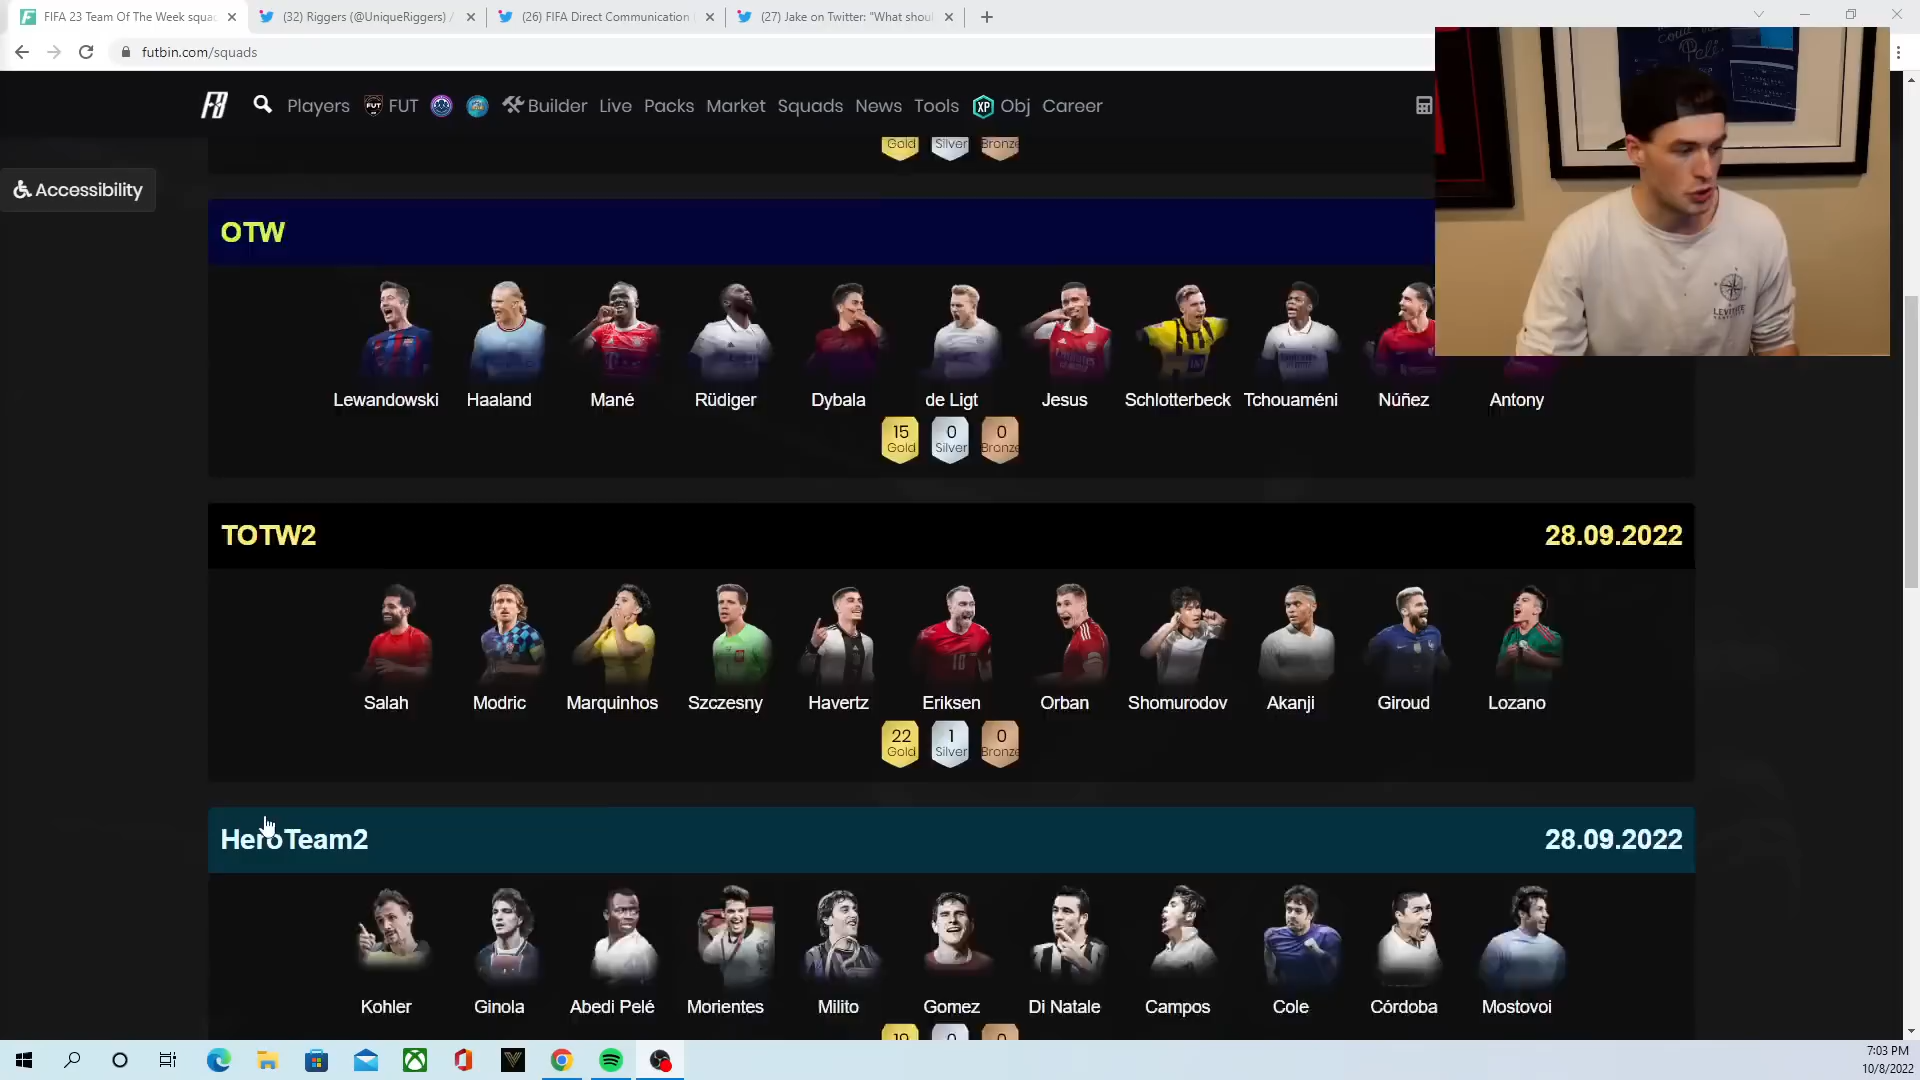 FIFA 23 Team Of The Week squa
(32) Riggers (@UniqueRiggers) /
(26) FIFA Direct Communication
(27) Jake on Twitter: "What shou
futbin.com/squads
Players FUT Builder Live Packs Market Squads News Tools XP Obj Career
Gold Silver Bronze
Accessibility
OTW
Lewandowski Haaland Mané Rüdiger Dybala de Ligt Jesus Schlotterbeck Tchouaméni Núñez Antony
15 0 0
Gold Silver Bronze
TOTW2 28.09.2022
Salah Modric Marquinhos Szczesny Havertz Eriksen Orban Shomurodov Akanji Giroud Lozano
22 1 0
Gold Silver Bronze
HeroTeam2 28.09.2022
Kohler Ginola Abedi Pelé Morientes Milito Gomez Di Natale Campos Cole Córdoba Mostovoi
19 0 0
7:03 PM
10/8/2022